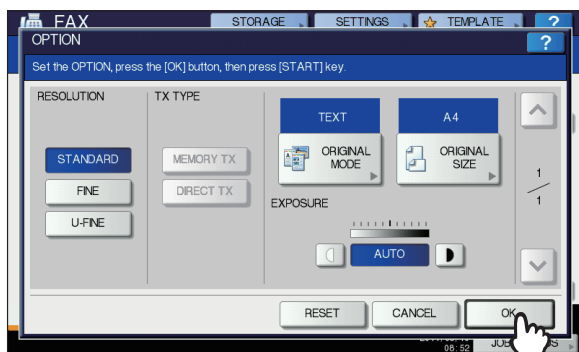 FAX STORAGE SETTINGS TEMPLATE ?
OPTION ?
Set the OPTION, press the [OK] button, then press [START] key.
RESOLUTION TX TYPE
TEXT A4
STANDARD MEMORY TX ORIGINAL MODE ORIGINAL SIZE
FINE DIRECT TX
1
1
U-FINE
EXPOSURE
AUTO
RESET CANCEL OK
08:52